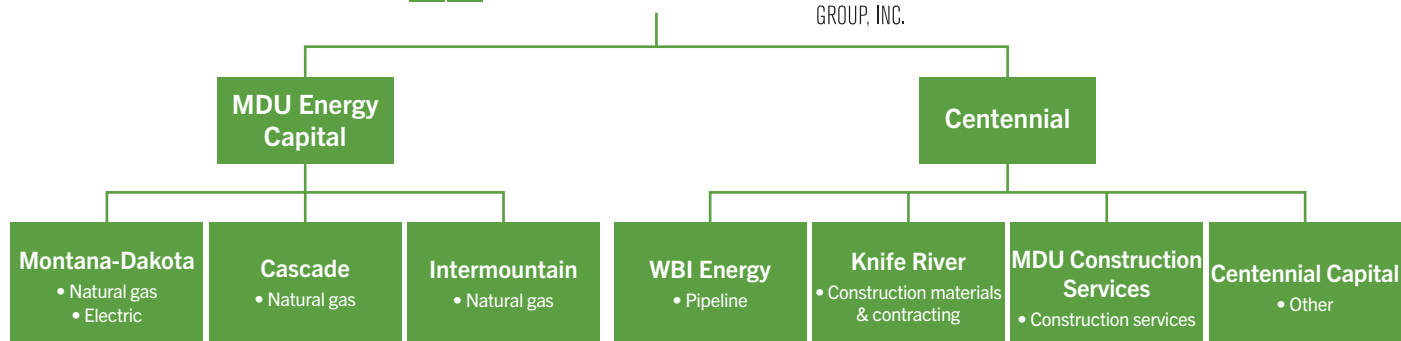 GROUP, INC.
MDU Energy
Capital
Centennial
Montana-Dakota
• Natural gas
• Electric
Cascade
• Natural gas
Intermountain
• Natural gas
WBI Energy
• Pipeline
Knife River
• Construction materials
& contracting
MDU Construction
Services
• Construction services
Centennial Capital
• Other